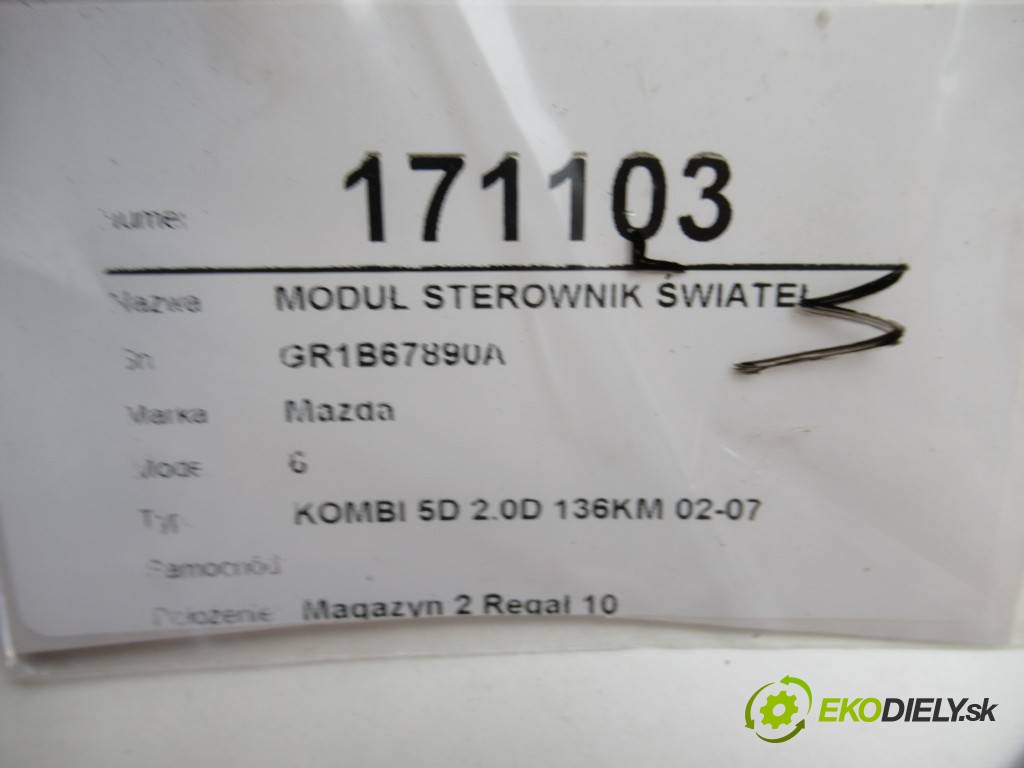 Numer 171103
Nazwa MODUŁ STEROWNIK ŚWIATEŁ
Sn GR1B67890A
Marka Mazda
Model 6
Typ KOMBI 5D 2.0D 136KM 02-07
Samochód
Położenie Magazyn 2 Regał 10
EKODIELY.sk